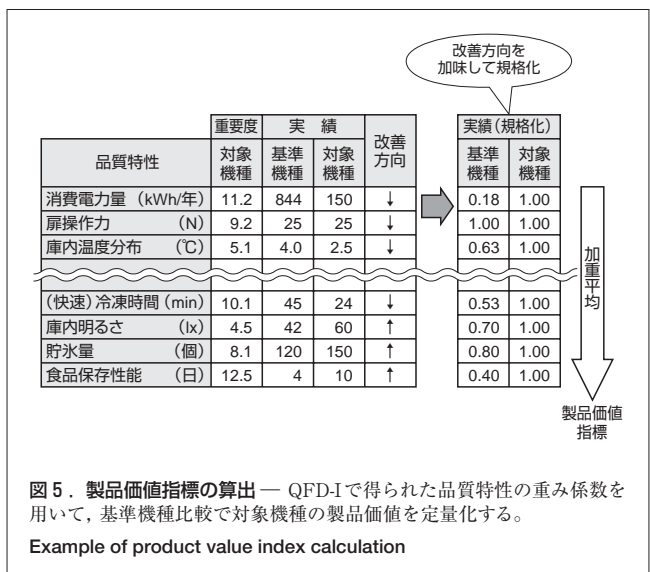 改善方向を
加味して規格化
重要度 実 績 改善方向 実績(規格化)
品質特性 対象機種 基準機種 対象機種 基準機種 対象機種
消費電力量 (kWh/年) 11.2 844 150 ↓ 0.18 1.00
扉操作力 (N) 9.2 25 25 ↓ 1.00 1.00
庫内温度分布 (℃) 5.1 4.0 2.5 ↓ 0.63 1.00
(快速)冷凍時間(min) 10.1 45 24 ↓ 0.53 1.00
庫内明るさ (lx) 4.5 42 60 ↑ 0.70 1.00
貯氷量 (個) 8.1 120 150 ↑ 0.80 1.00
食品保存性能 (日) 12.5 4 10 ↑ 0.40 1.00
加重平均
製品価値
指標
図5.製品価値指標の算出 — QFD-Iで得られた品質特性の重み係数を
用いて,基準機種比較で対象機種の製品価値を定量化する。
Example of product value index calculation